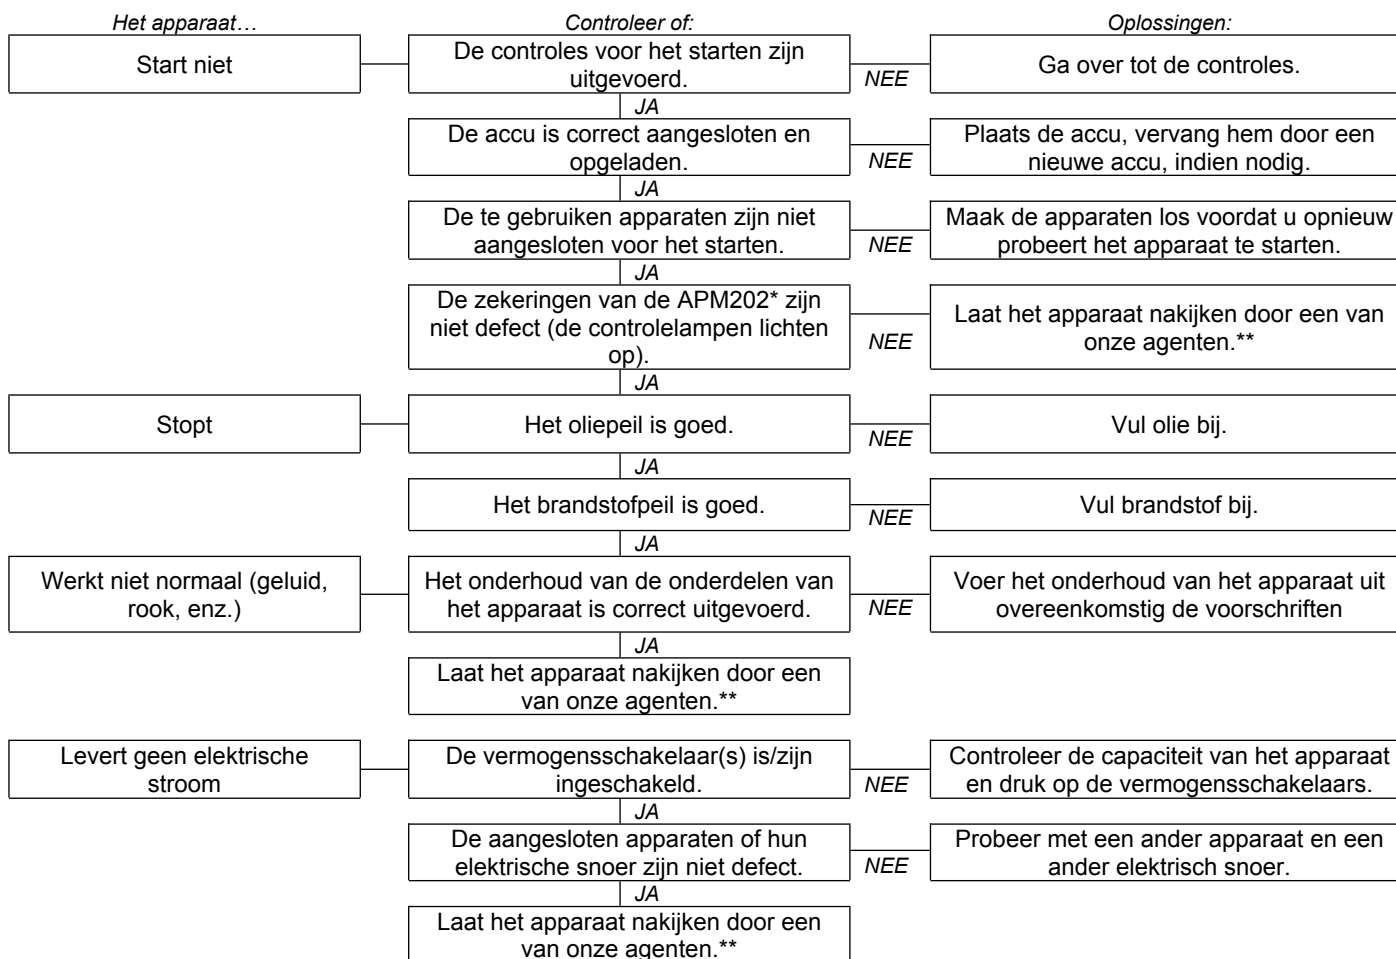 Het apparaat…
Controleer of:
Oplossingen:
Start niet
De controles voor het starten zijn
uitgevoerd.
NEE
Ga over tot de controles.
JA
De accu is correct aangesloten en
opgeladen.
NEE
Plaats de accu, vervang hem door een
nieuwe accu, indien nodig.
JA
De te gebruiken apparaten zijn niet
aangesloten voor het starten.
NEE
Maak de apparaten los voordat u opnieuw
probeert het apparaat te starten.
JA
De zekeringen van de APM202* zijn
niet defect (de controlelampen lichten
op).
NEE
Laat het apparaat nakijken door een van
onze agenten.**
JA
Stopt
Het oliepeil is goed.
NEE
Vul olie bij.
JA
Het brandstofpeil is goed.
NEE
Vul brandstof bij.
JA
Werkt niet normaal (geluid,
rook, enz.)
Het onderhoud van de onderdelen van
het apparaat is correct uitgevoerd.
NEE
Voer het onderhoud van het apparaat uit
overeenkomstig de voorschriften
JA
Laat het apparaat nakijken door een
van onze agenten.**
Levert geen elektrische
stroom
De vermogensschakelaar(s) is/zijn
ingeschakeld.
NEE
Controleer de capaciteit van het apparaat
en druk op de vermogensschakelaars.
JA
De aangesloten apparaten of hun
elektrische snoer zijn niet defect.
NEE
Probeer met een ander apparaat en een
ander elektrisch snoer.
JA
Laat het apparaat nakijken door een
van onze agenten.**